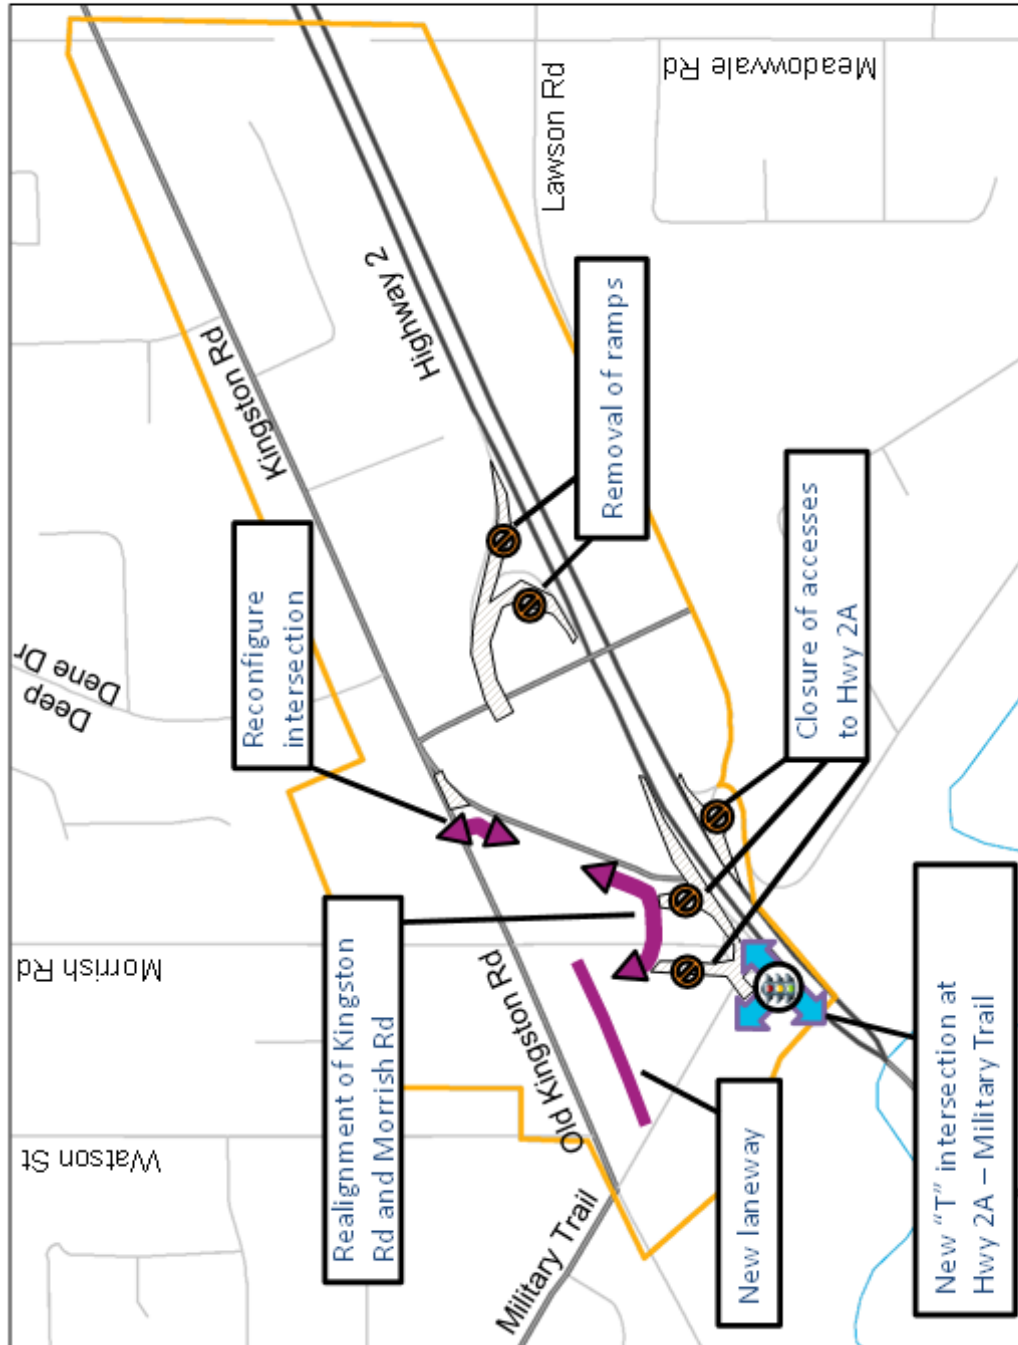 Meadowvale Rd
Lawson Rd
Highway 2
Kingston Rd
Removal of ramps
Reconfigure
intersection
Deep
Dene Dr
Closure of accesses
to Hwy 2A
Morrish Rd
Realignment of Kingston
Rd and Morrish Rd
Old Kingston Rd
Watson St
Military Trail
New laneway
New “T” intersection at
Hwy 2A – Military Trail